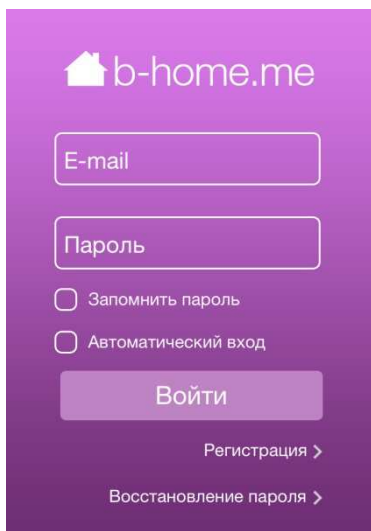 b-home.me
E-mail
Пароль
Запомнить пароль
Автоматический вход
Войти
Регистрация >
Восстановление пароля >